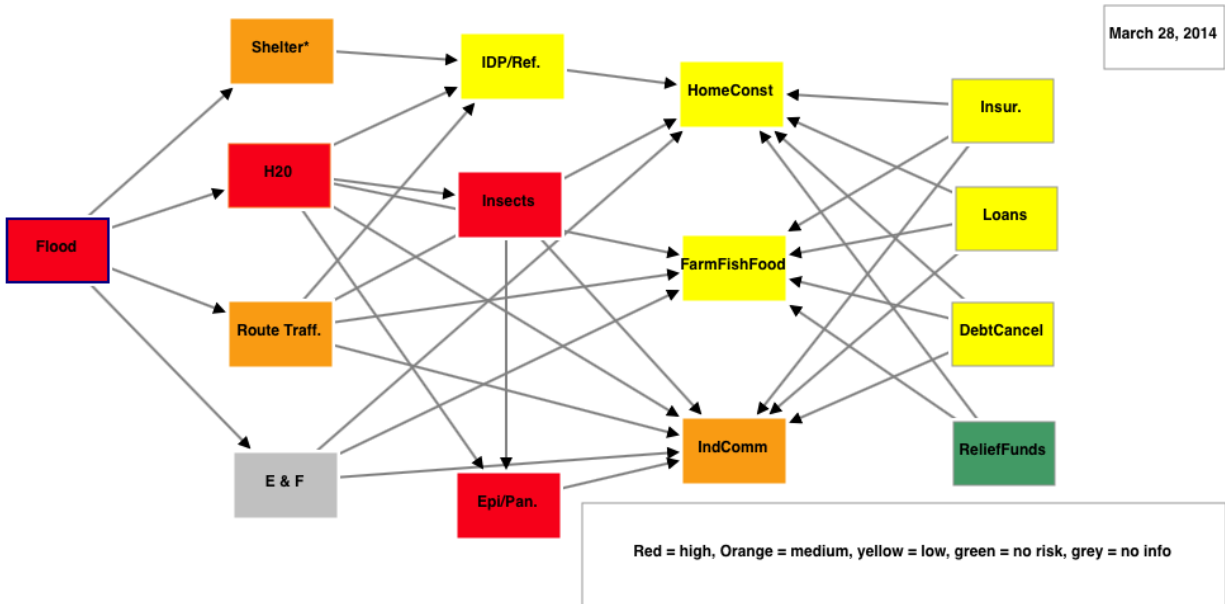 March 28, 2014
Shelter*
IDP/Ref.
HomeConst
Insur.
H20
Insects
Loans
Flood
FarmFishFood
Route Traff.
DebtCancel
IndComm
ReliefFunds
E & F
Epi/Pan.
Red = high, Orange = medium, yellow = low, green = no risk, grey = no info